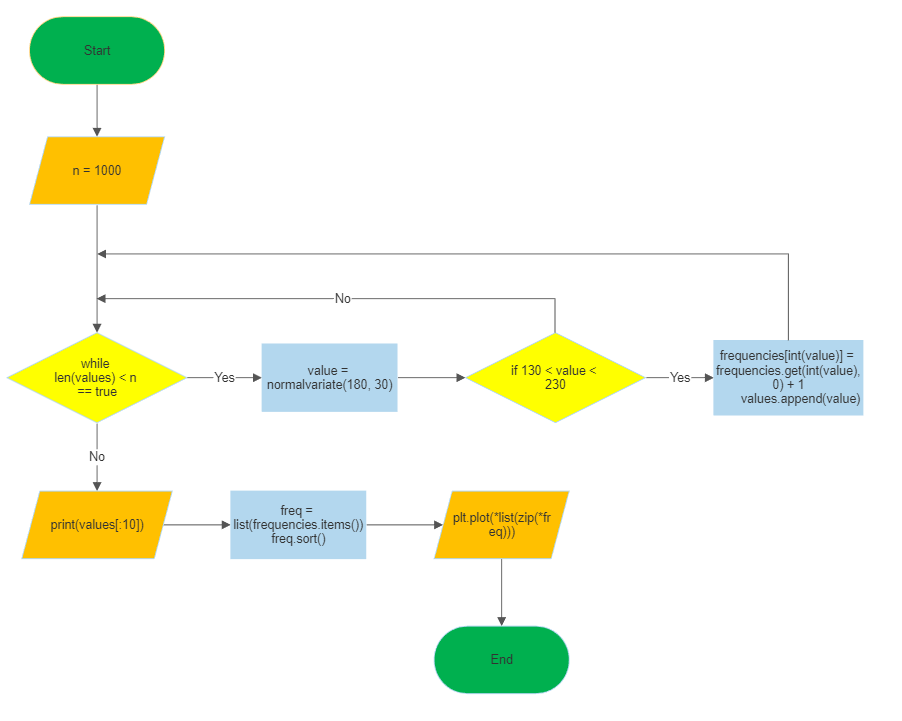 Start
n = 1000
No
while
len(values) < n
== true
Yes
value =
normalvariate(180, 30)
if 130 < value <
230
Yes
frequencies[int(value)] =
frequencies.get(int(value),
0) + 1
values.append(value)
No
print(values[:10])
freq =
list(frequencies.items())
freq.sort()
plt.plot(*list(zip(*fr
eq)))
End